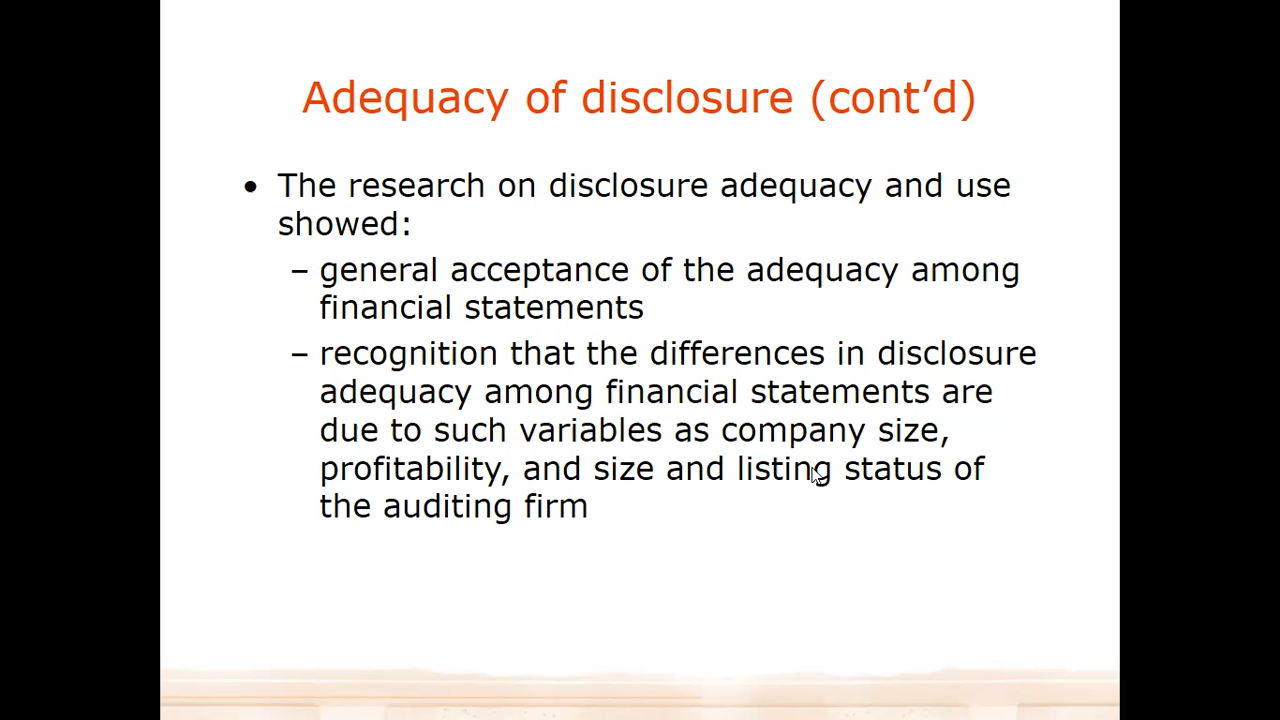 Adequacy of disclosure (cont’d)
• The research on disclosure adequacy and use
showed:
– general acceptance of the adequacy among
financial statements
– recognition that the differences in disclosure
adequacy among financial statements are
due to such variables as company size,
profitability, and size and listing status of
the auditing firm